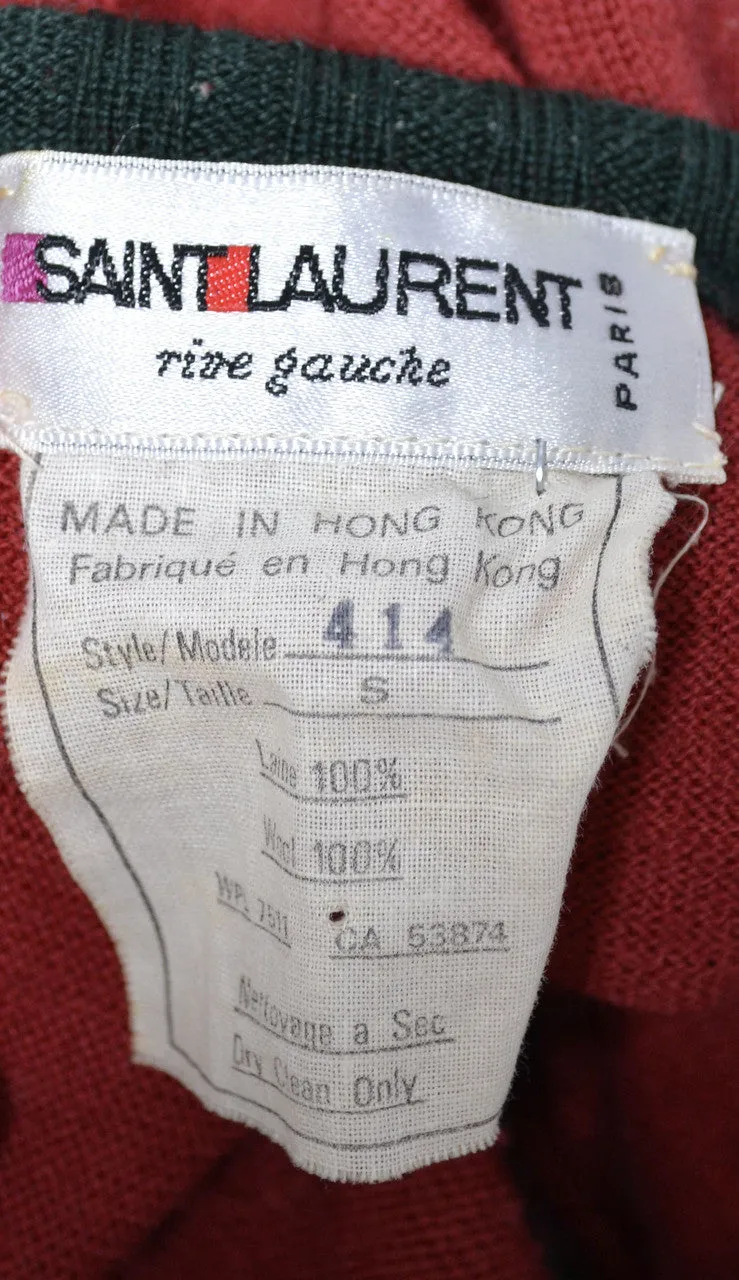 SAINT LAURENT
rive gauche
PARIS
MADE IN HONG KONG
Fabriqué en Hong Kong
Style/Modele 414
Size/Taille S
Laine 100%
Wool 100%
WPL 7511 CA 53874
Nettoyage a Sec
Dry Clean Only